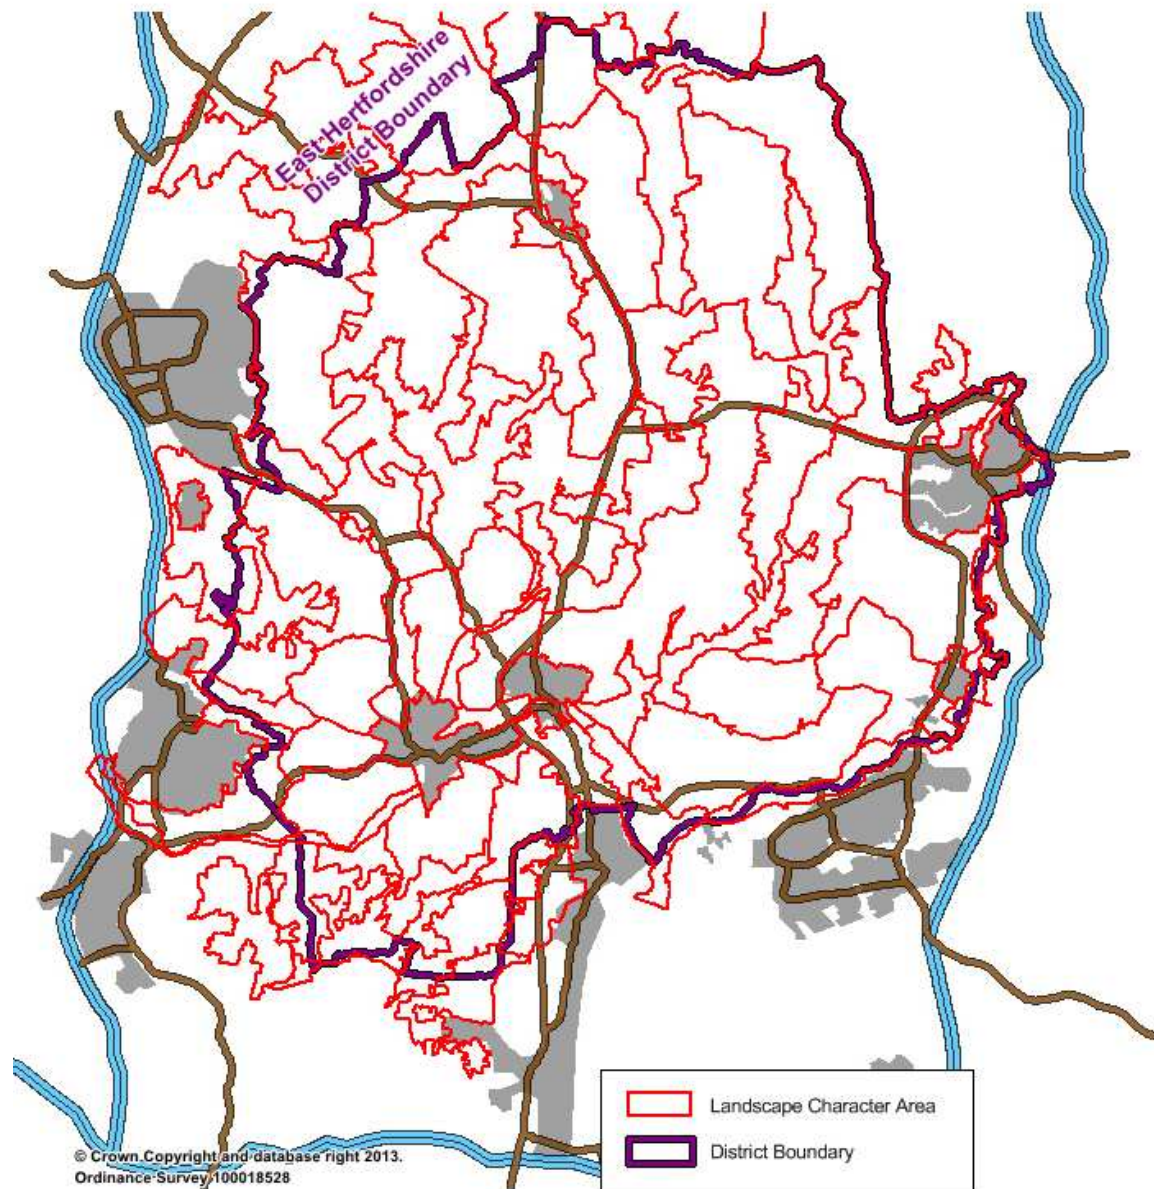 East Hertfordshire
District Boundary
Landscape Character Area
District Boundary
© Crown Copyright and database right 2013.
Ordinance Survey 100018528